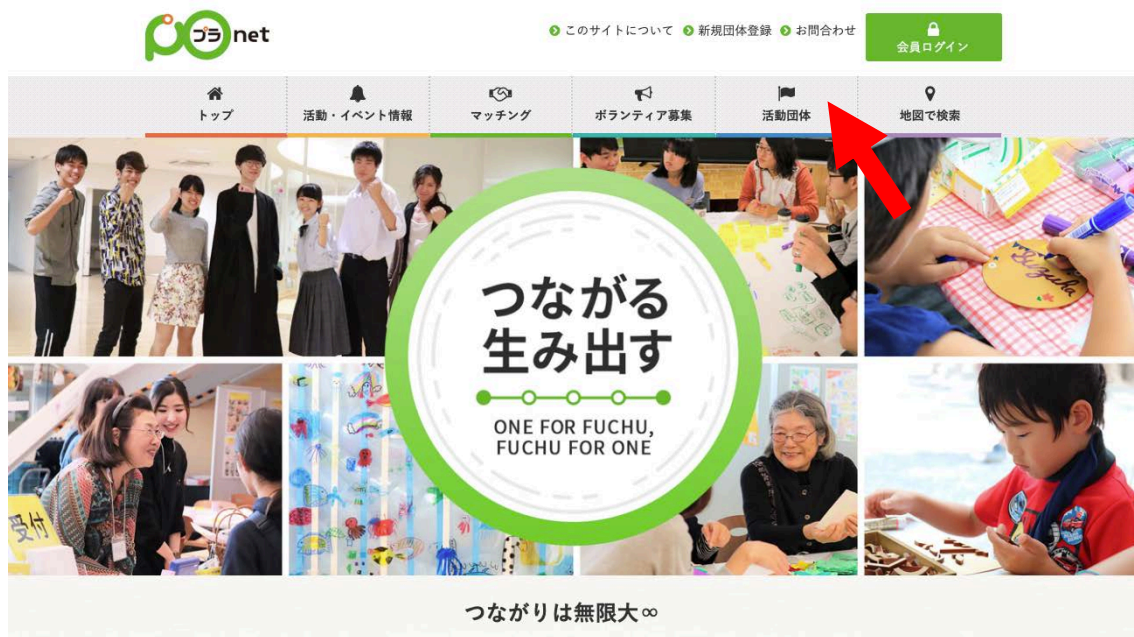 プラ net
このサイトについて 新規団体登録 お問合わせ
会員ログイン
トップ 活動・イベント情報 マッチング ボランティア募集 活動団体 地図で検索
つながる
生み出す
ONE FOR FUCHU,
FUCHU FOR ONE
受付
つながりは無限大∞